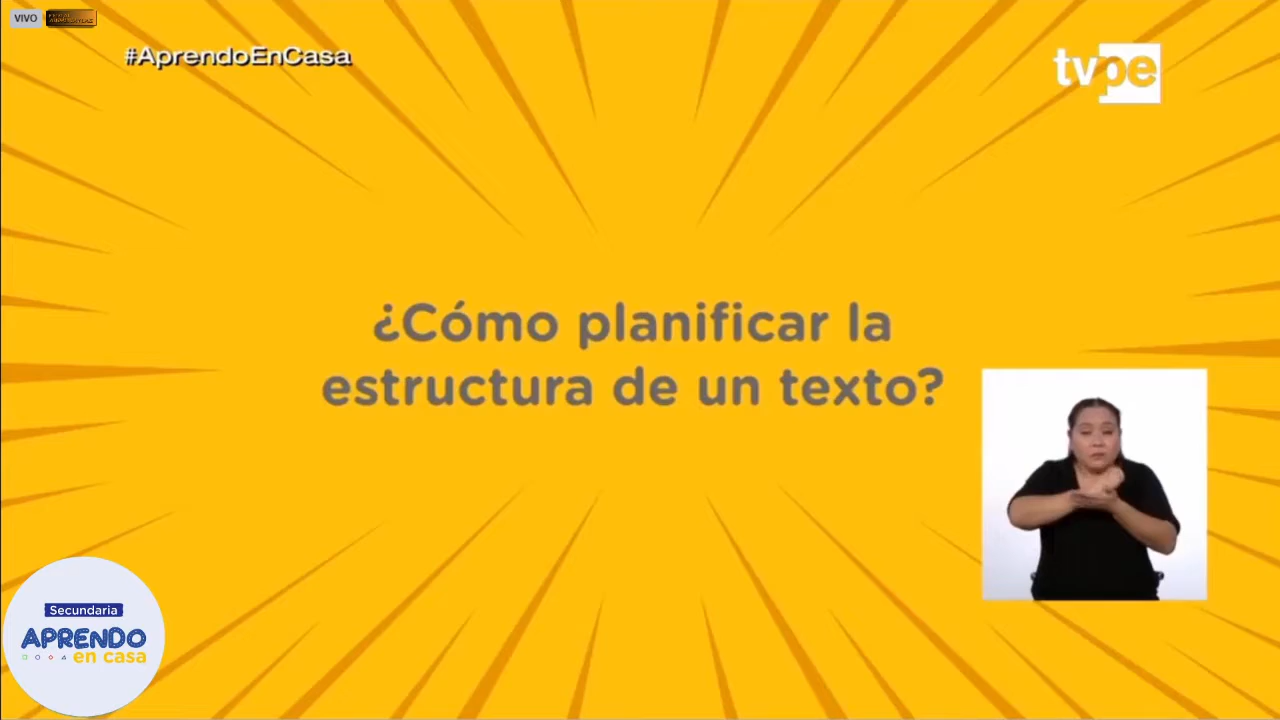 VIVO
#AprendoEnCasa
tvpe
¿Cómo planificar la
estructura de un texto?
Secundaria
APRENDO
en casa